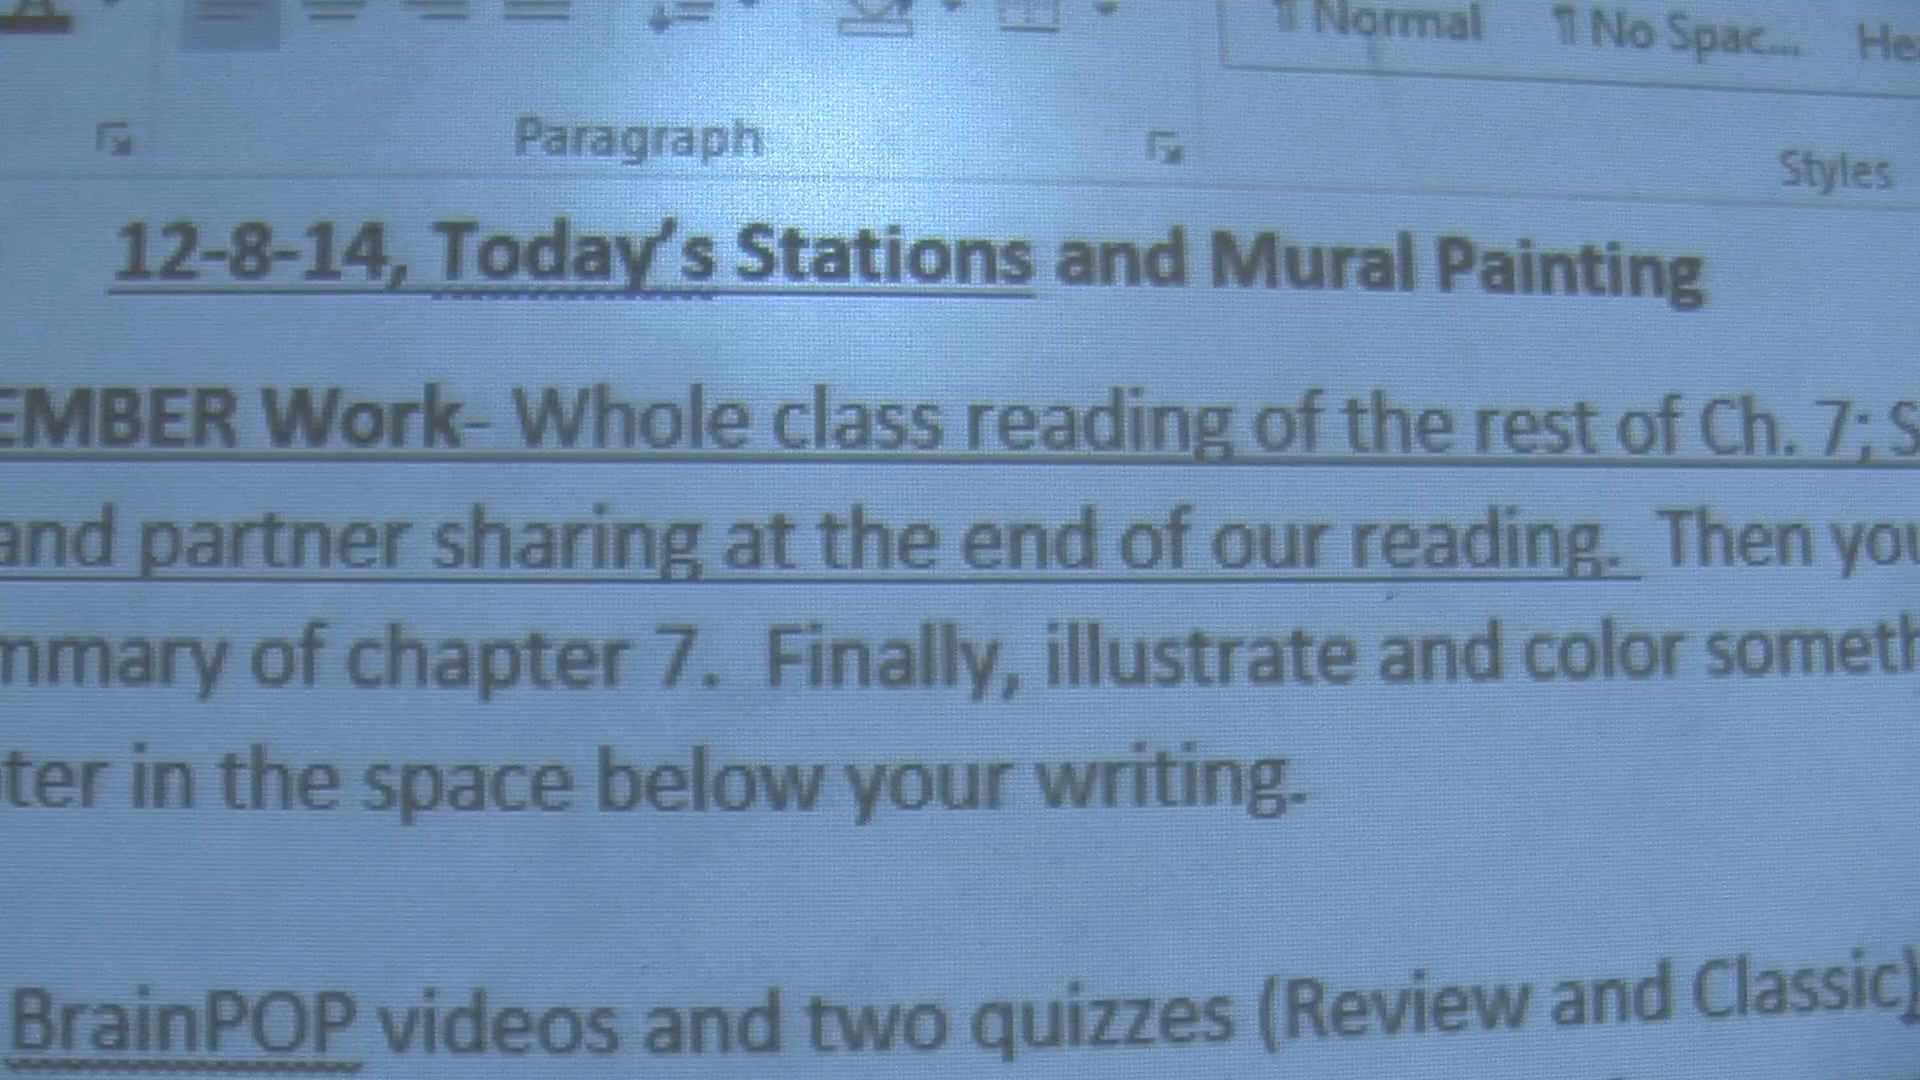 Normal No Spac...
Paragraph
Styles
12-8-14, Today's Stations and Mural Painting
EMBER Work- Whole class reading of the rest of Ch. 7; S
and partner sharing at the end of our reading. Then you
mmary of chapter 7. Finally, illustrate and color someth
ter in the space below your writing.
BrainPOP videos and two quizzes (Review and Classic)